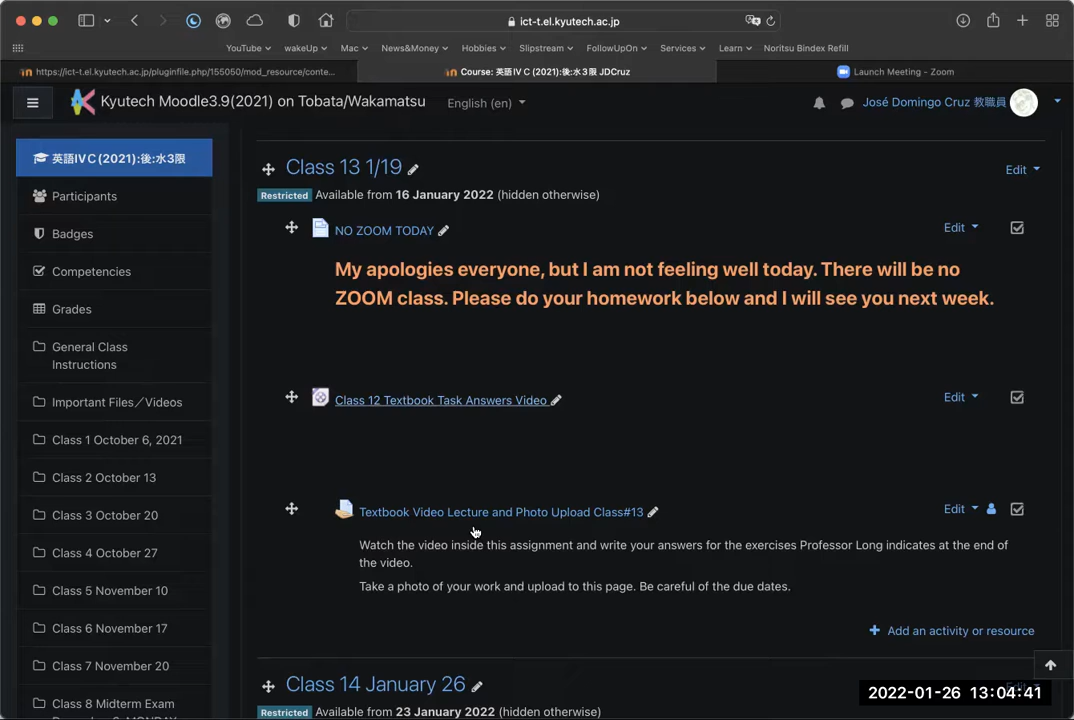 ict-t.el.kyutech.ac.jp
YouTube
wakeUp
Mac
News&Money
Hobbies
Slipstream
FollowUpOn
Services
Learn
Noritsu Bindex Refill
https://ict-t.el.kyutech.ac.jp/pluginfile.php/155050/mod_resource/conte...
Course: 英語Ⅳ C (2021):後:水3限 JDCruz
Launch Meeting - Zoom
Kyutech Moodle3.9(2021) on Tobata/Wakamatsu
English (en)
José Domingo Cruz 教職員
英語ⅣC(2021):後:水3限
Participants
Badges
Competencies
Grades
General Class
Instructions
Important Files／Videos
Class 1 October 6, 2021
Class 2 October 13
Class 3 October 20
Class 4 October 27
Class 5 November 10
Class 6 November 17
Class 7 November 20
Class 8 Midterm Exam
Class 13 1/19
Edit
Restricted Available from 16 January 2022 (hidden otherwise)
NO ZOOM TODAY
Edit
My apologies everyone, but I am not feeling well today. There will be no
ZOOM class. Please do your homework below and I will see you next week.
Class 12 Textbook Task Answers Video
Edit
Textbook Video Lecture and Photo Upload Class#13
Edit
Watch the video inside this assignment and write your answers for the exercises Professor Long indicates at the end of
the video.
Take a photo of your work and upload to this page. Be careful of the due dates.
Add an activity or resource
Class 14 January 26
Restricted Available from 23 January 2022 (hidden otherwise)
2022-01-26 13:04:41